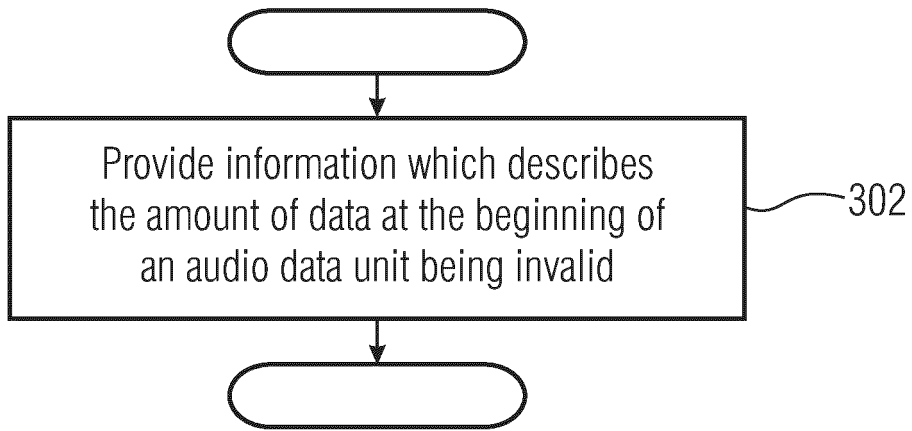 Provide information which describes
the amount of data at the beginning of
an audio data unit being invalid
302